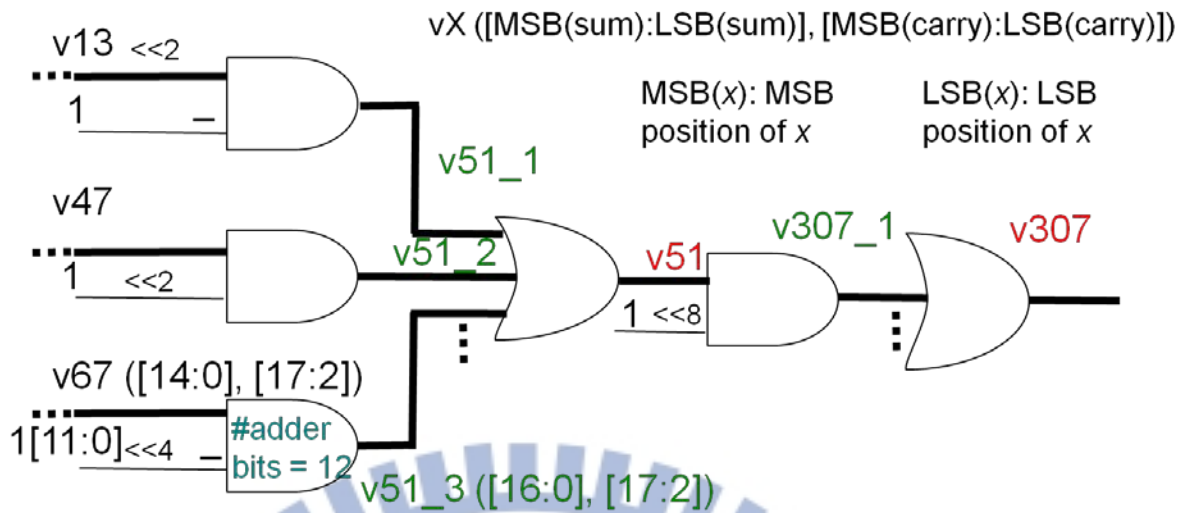 vX ([MSB(sum):LSB(sum)], [MSB(carry):LSB(carry)])
v13 <<2
1
–
MSB(x): MSB
position of x
LSB(x): LSB
position of x
v51_1
v47
1 <<2
v51_2
v51
1 <<8
v307_1
v307
v67 ([14:0], [17:2])
1[11:0]<<4
–
#adder
bits = 12
v51_3 ([16:0], [17:2])